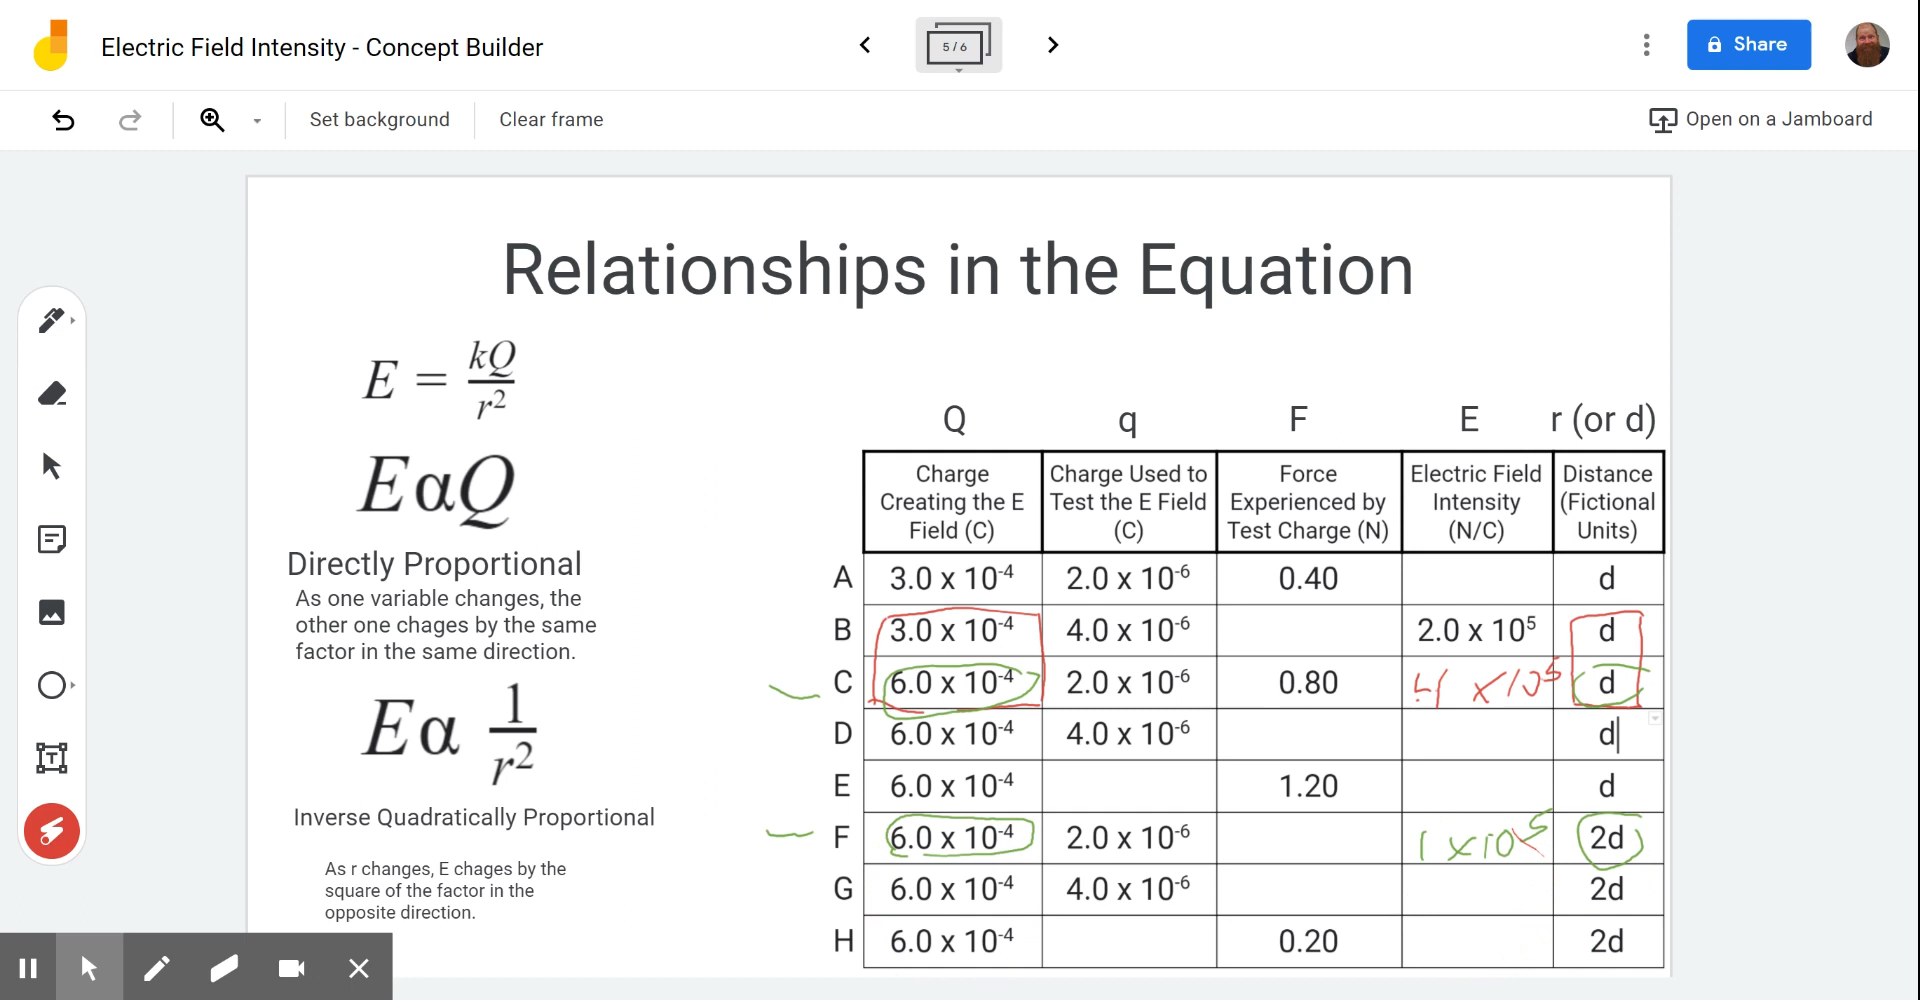 Electric Field Intensity - Concept Builder
5 / 6
Share
Set background
Clear frame
Open on a Jamboard
Relationships in the Equation
E = kQ/r²
E α Q
Directly Proportional
As one variable changes, the
other one chages by the same
factor in the same direction.
E α 1/r²
Inverse Quadratically Proportional
As r changes, E chages by the
square of the factor in the
opposite direction.
Q q F E r (or d)
Charge Creating the E Field (C) Charge Used to Test the E Field (C) Force Experienced by Test Charge (N) Electric Field Intensity (N/C) Distance (Fictional Units)
A 3.0 x 10⁻⁴ 2.0 x 10⁻⁶ 0.40 d
B 3.0 x 10⁻⁴ 4.0 x 10⁻⁶ 2.0 x 10⁵ d
C 6.0 x 10⁻⁴ 2.0 x 10⁻⁶ 0.80 4 x 10⁵ d
D 6.0 x 10⁻⁴ 4.0 x 10⁻⁶ d
E 6.0 x 10⁻⁴ 1.20 d
F 6.0 x 10⁻⁴ 2.0 x 10⁻⁶ 1 x 10⁵ 2d
G 6.0 x 10⁻⁴ 4.0 x 10⁻⁶ 2d
H 6.0 x 10⁻⁴ 0.20 2d